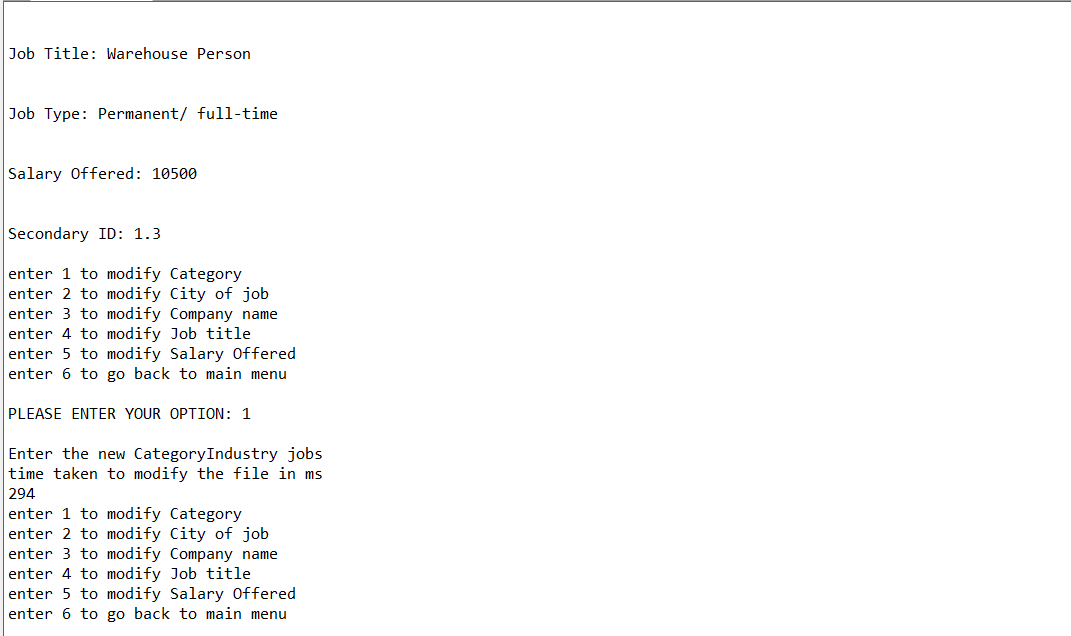 Job Title: Warehouse Person
Job Type: Permanent/ full-time
Salary Offered: 10500
Secondary ID: 1.3
enter 1 to modify Category
enter 2 to modify City of job
enter 3 to modify Company name
enter 4 to modify Job title
enter 5 to modify Salary Offered
enter 6 to go back to main menu
PLEASE ENTER YOUR OPTION: 1
Enter the new CategoryIndustry jobs
time taken to modify the file in ms
294
enter 1 to modify Category
enter 2 to modify City of job
enter 3 to modify Company name
enter 4 to modify Job title
enter 5 to modify Salary Offered
enter 6 to go back to main menu